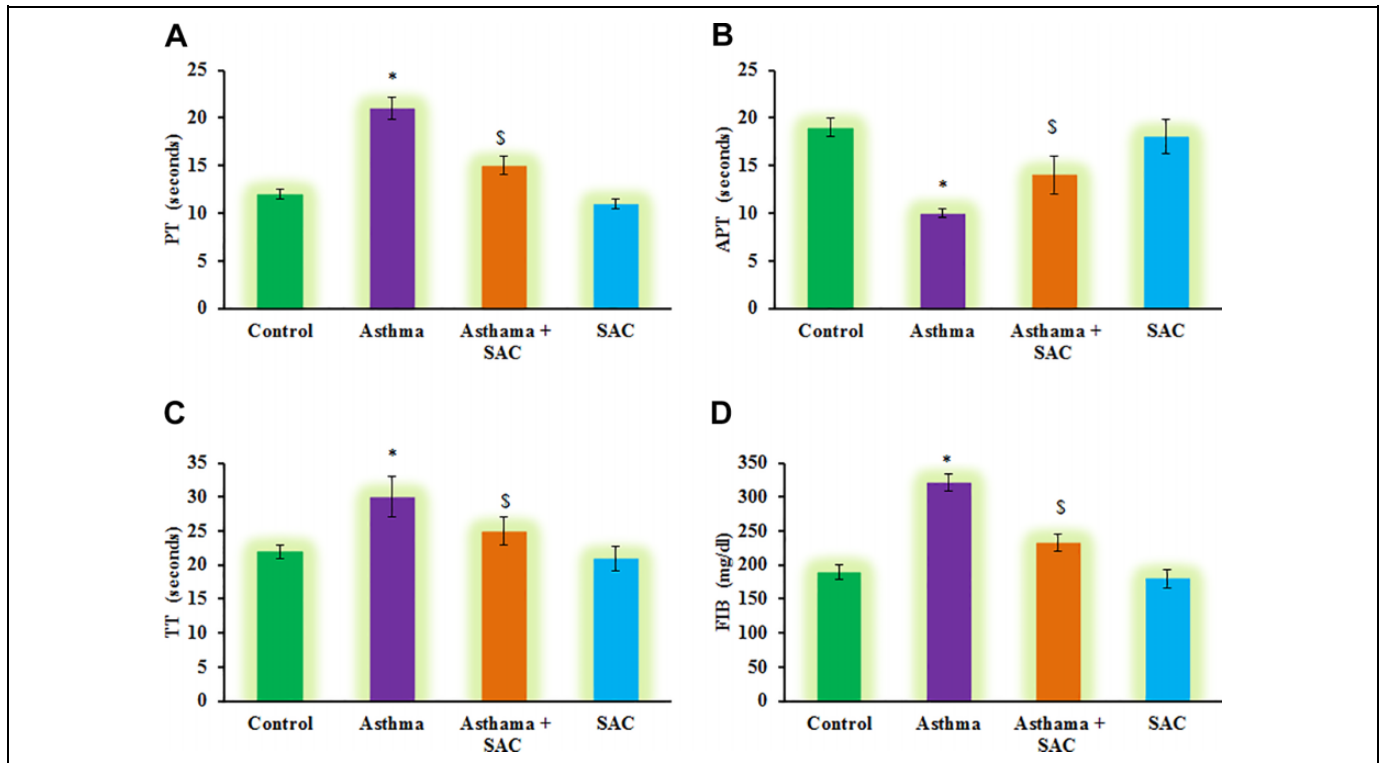 A
PT (seconds)
25
20
15
10
5
0
*
$
Control
Asthma
Asthama +
SAC
SAC
B
APT (seconds)
25
20
15
10
5
0
*
$
Control
Asthma
Asthama +
SAC
SAC
C
TT (seconds)
35
30
25
20
15
10
5
0
*
$
Control
Asthma
Asthama +
SAC
SAC
D
FIB (mg/dl)
350
300
250
200
150
100
50
0
*
$
Control
Asthma
Asthama +
SAC
SAC